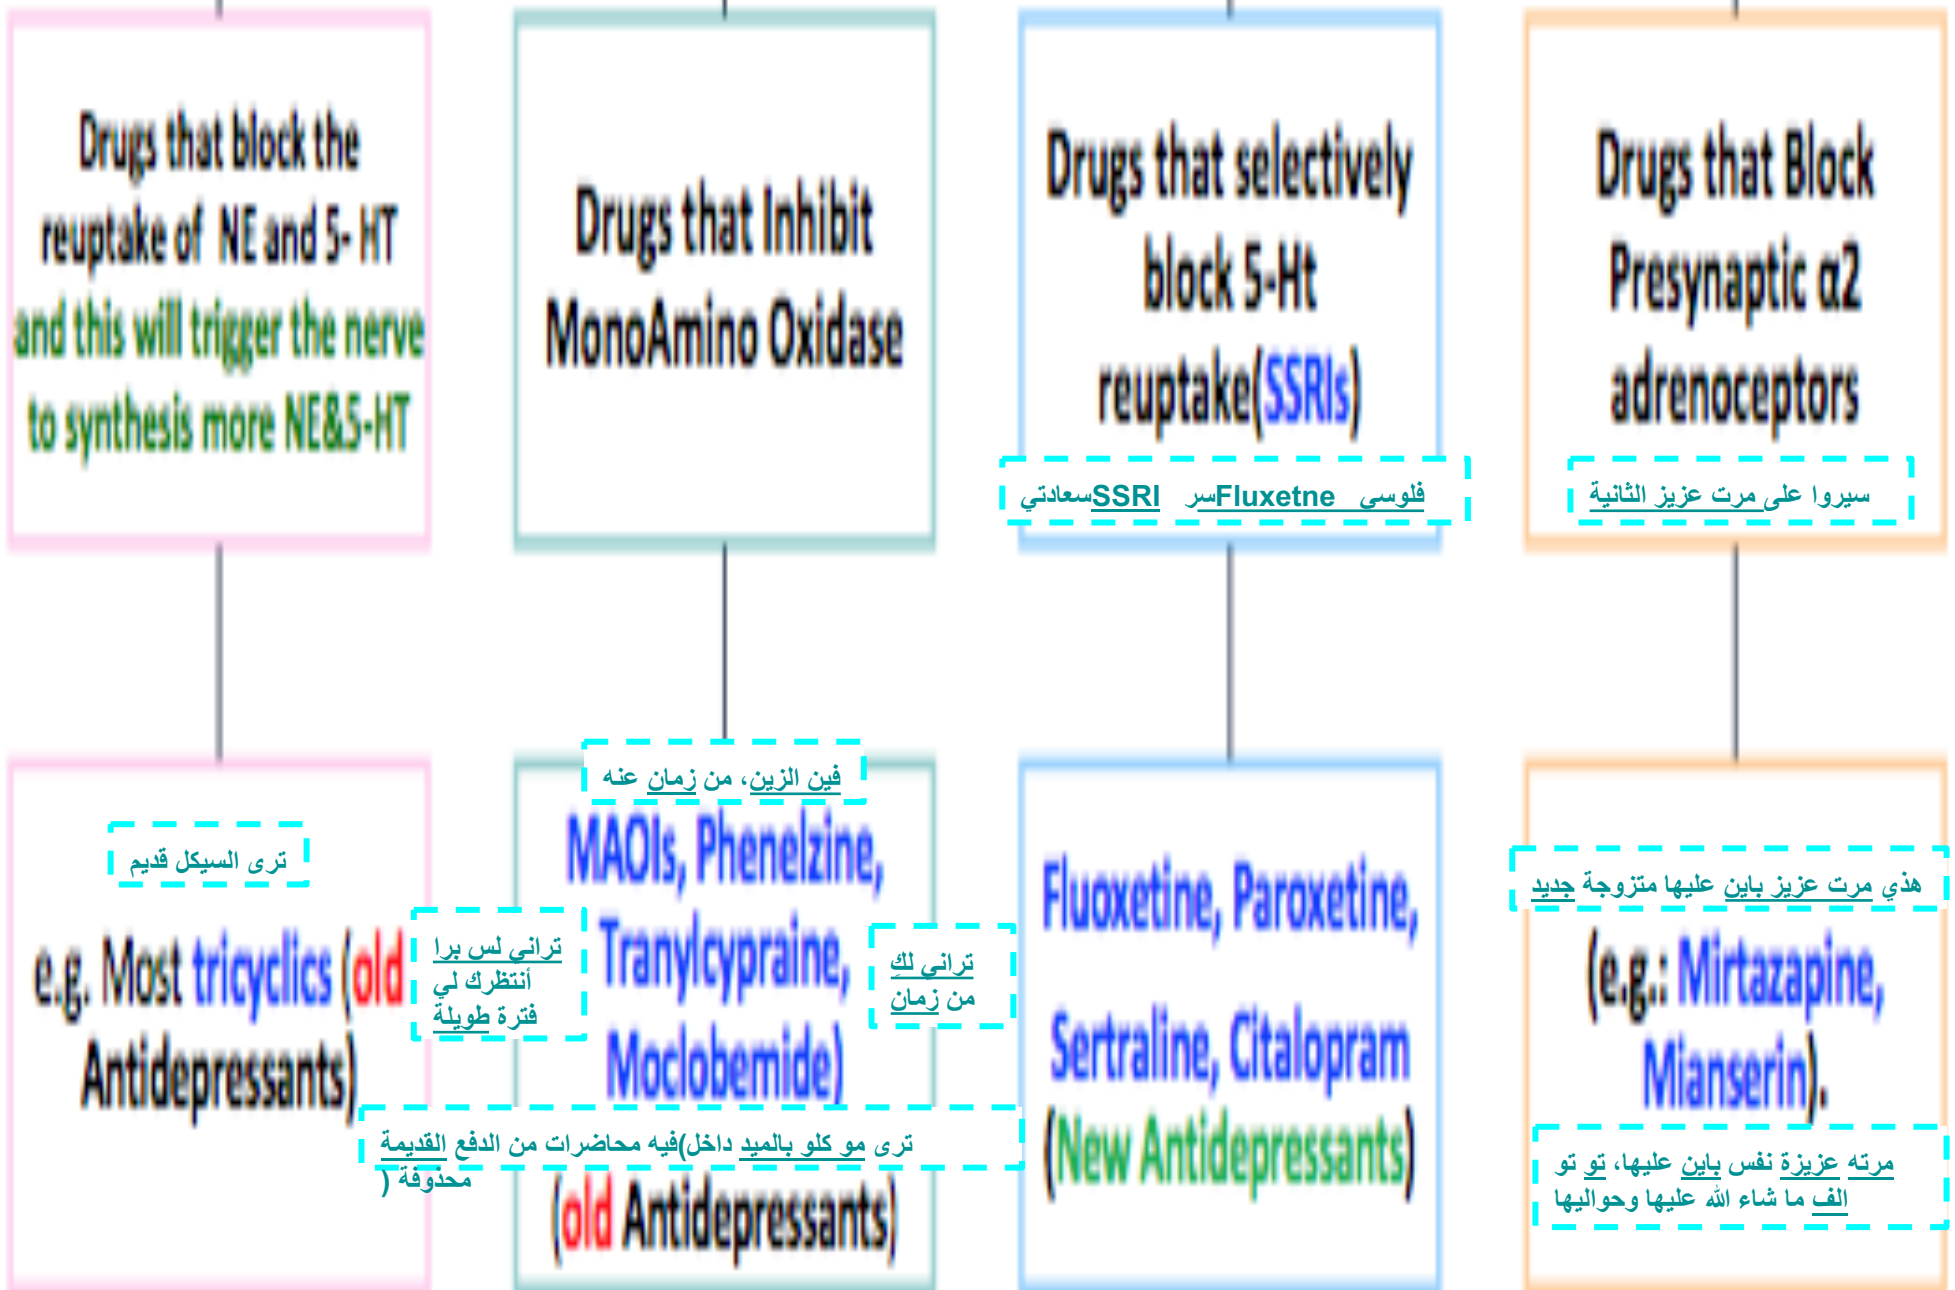 Drugs that block the
reuptake of NE and 5- HT
and this will trigger the nerve
to synthesis more NE&5-HT
Drugs that Inhibit
MonoAmino Oxidase
Drugs that selectively
block 5-Ht
reuptake(SSRIs)
فلوسي Fluxetne سر SSRI سعادتي
Drugs that Block
Presynaptic α2
adrenoceptors
سيروا على مرت عزيز الثانية
ترى السيكل قديم
e.g. Most tricyclics (old
Antidepressants)
فين الزين، من زمان عنه
MAOIs, Phenelzine,
Tranylcypraine,
Moclobemide)
تراني لس برا
أنتظرك لي
فترة طويلة
تراني لكِ
من زمان
ترى مو كلو بالميد داخل)فيه محاضرات من الدفع القديمة
محذوفة (
(old Antidepressants)
Fluoxetine, Paroxetine,
Sertraline, Citalopram
(New Antidepressants)
هذي مرت عزيز باين عليها متزوجة جديد
(e.g.: Mirtazapine,
Mianserin).
مرته عزيزة نفس باين عليها، تو تو
الف ما شاء الله عليها وحواليها